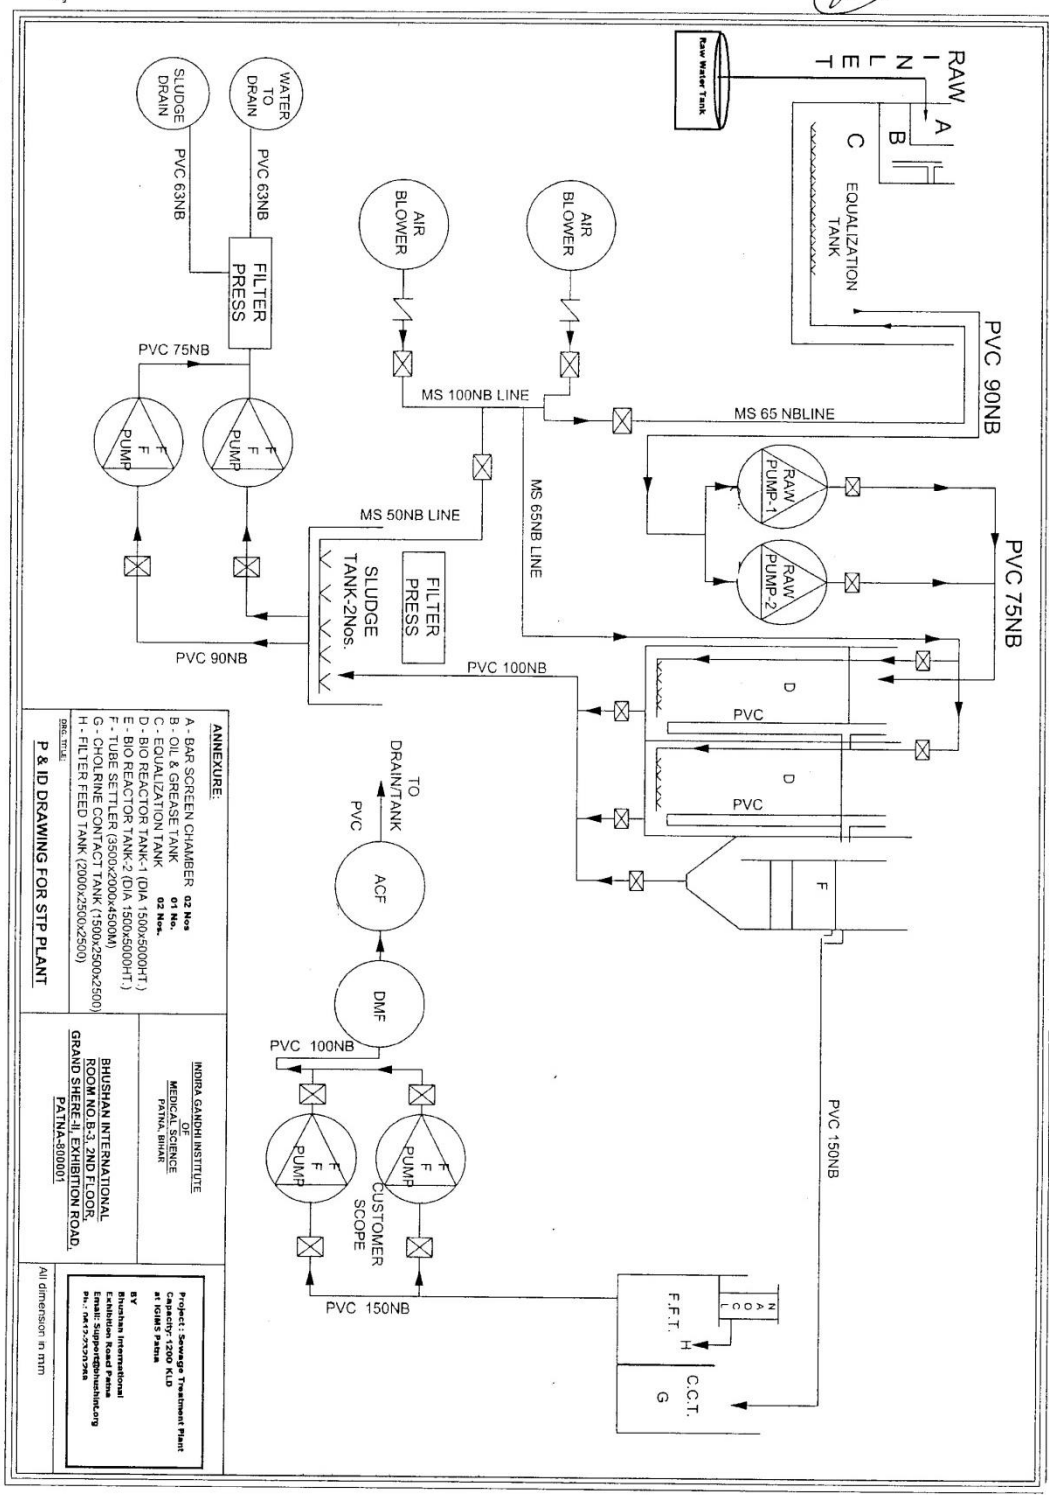 RAW
INLET
Raw Water Tank
A
B
C
EQUALIZATION
TANK
PVC 90NB
PVC 75NB
RAW
PUMP-1
RAW
PUMP-2
MS 65 NBLINE
AIR
BLOWER
AIR
BLOWER
MS 100NB LINE
MS 65NB LINE
MS 50NB LINE
WATER
TO
DRAIN
SLUDGE
DRAIN
PVC 63NB
PVC 63NB
FILTER
PRESS
PVC 75NB
F
F
PUMP
F
F
PUMP
FILTER
PRESS
SLUDGE
TANK-2Nos.
PVC 90NB
PVC 100NB
D
PVC
D
PVC
F
PVC 150NB
TO
DRAIN/TANK
PVC
ACF
DMF
PVC 100NB
F
F
PUMP
F
F
PUMP
CUSTOMER
SCOPE
PVC 150NB
NAOCL
F.F.T.
H
C.C.T.
G
ANNEXURE:
A - BAR SCREEN CHAMBER 02 Nos
B - OIL & GREASE TANK 01 No.
C - EQUALIZATION TANK 02 Nos.
D - BIO REACTOR TANK-1 (DIA 1500x5000HT.)
E - BIO REACTOR TANK-2 (DIA 1500x5000HT.)
F - TUBE SETTLER (3500x2000x4500M)
G - CHOLRINE CONTACT TANK (1500x2500x2500)
H - FILTER FEED TANK (2000x2500x2500)
DRG. TITLE:
P & ID DRAWING FOR STP PLANT
INDIRA GANDHI INSTITUTE
OF
MEDICAL SCIENCE
PATNA, BIHAR
BHUSHAN INTERNATIONAL
ROOM NO.B-3, 2ND FLOOR,
GRAND SHERE-II, EXHIBITION ROAD,
PATNA-800001
Project : Sewage Treatment Plant
Capacity: 1200 KLD
at IGIMS Patna
BY
Bhushan International
Exhibition Road Patna
Email: Support@bhushint.org
All dimension in mm